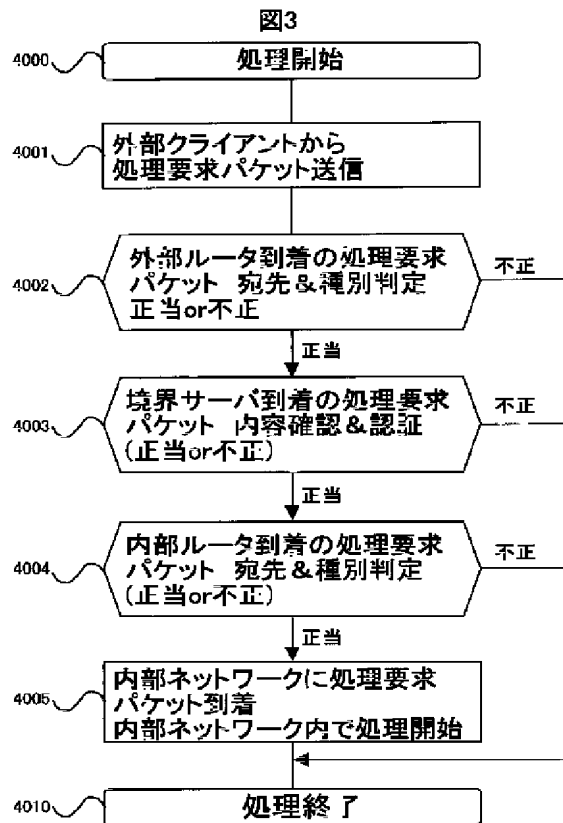 図3
4000
処理開始
4001
外部クライアントから
処理要求パケット送信
4002
外部ルータ到着の処理要求
パケット 宛先&種別判定
正当or不正
不正
正当
4003
境界サーバ到着の処理要求
パケット 内容確認&認証
(正当or不正)
不正
正当
4004
内部ルータ到着の処理要求
パケット 宛先&種別判定
(正当or不正)
不正
正当
4005
内部ネットワークに処理要求
パケット到着
内部ネットワーク内で処理開始
4010
処理終了